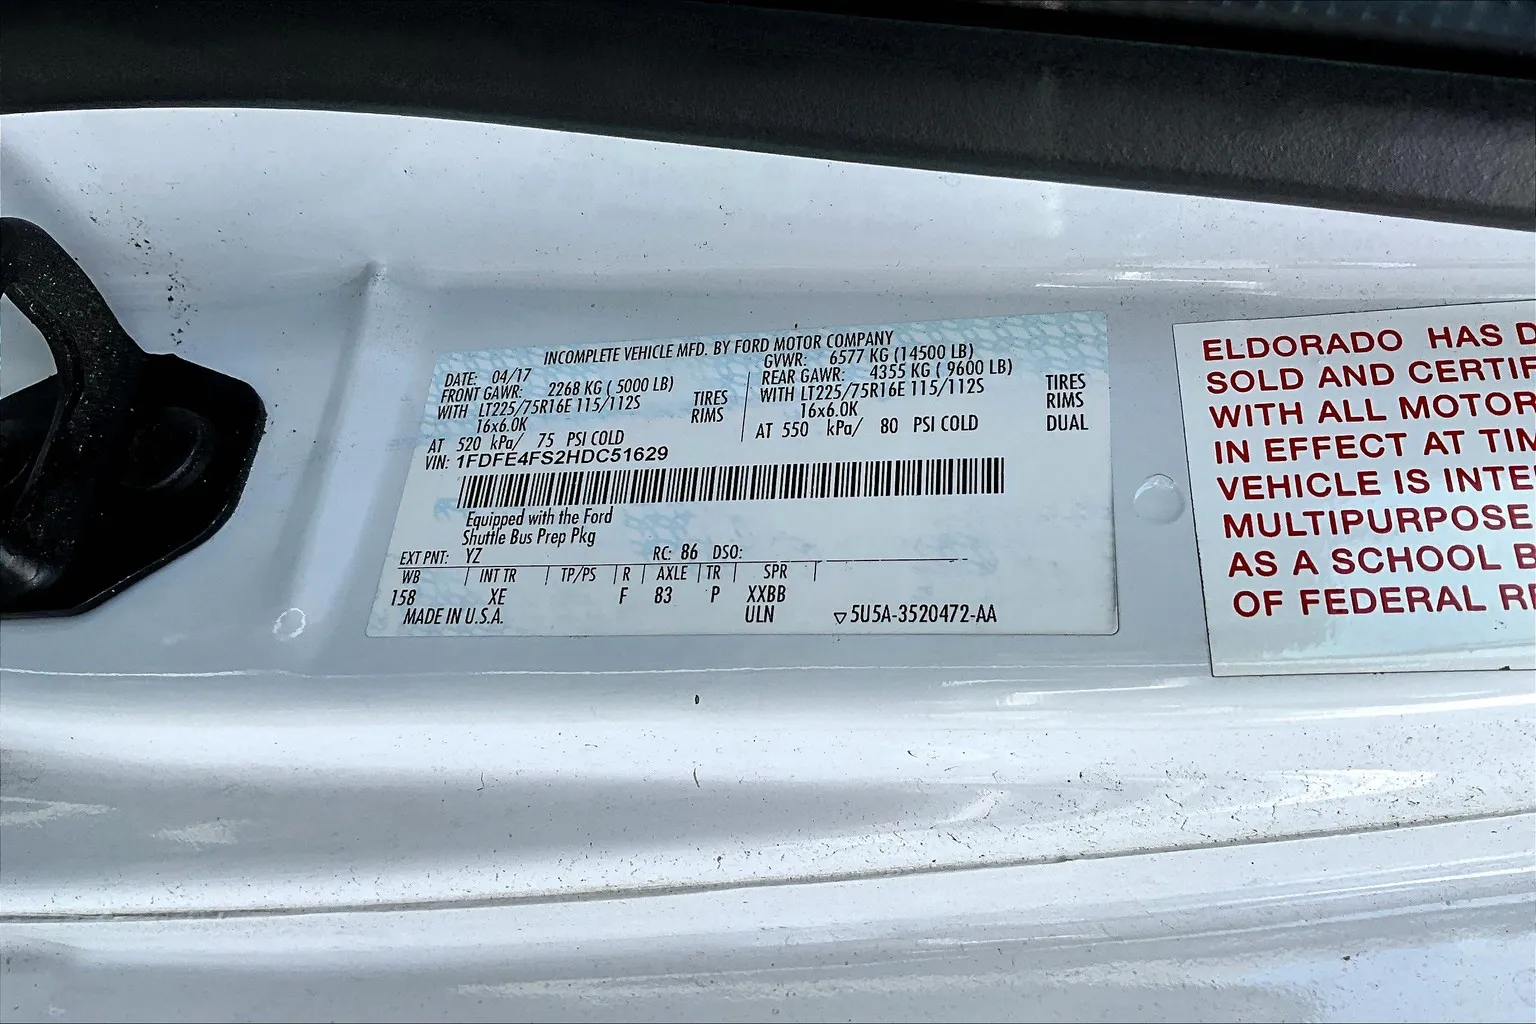 INCOMPLETE VEHICLE MFD. BY FORD MOTOR COMPANY
DATE: 04/17
FRONT GAWR: 2268 KG ( 5000 LB)
WITH LT225/75R16E 115/112S TIRES
16x6.0K RIMS
AT 520 kPa/ 75 PSI COLD
GVWR: 6577 KG (14500 LB)
REAR GAWR: 4355 KG ( 9600 LB)
WITH LT225/75R16E 115/112S TIRES
16x6.0K RIMS
AT 550 kPa/ 80 PSI COLD DUAL
VIN: 1FDFE4FS2HDC51629
Equipped with the Ford
Shuttle Bus Prep Pkg
EXT PNT: YZ RC: 86 DSO:
WB INT TR TP/PS R AXLE TR SPR
158 XE F 83 P XXBB
MADE IN U.S.A. ULN ▽5U5A-3520472-AA
ELDORADO HAS D
SOLD AND CERTIF
WITH ALL MOTOR
IN EFFECT AT TIM
VEHICLE IS INTE
MULTIPURPOSE
AS A SCHOOL B
OF FEDERAL RE